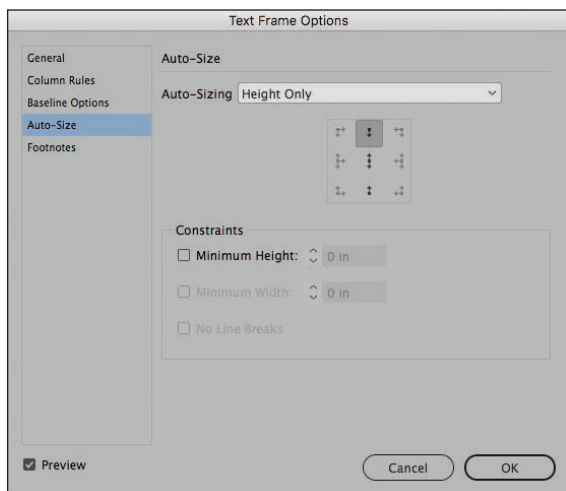 Text Frame Options
General
Column Rules
Baseline Options
Auto-Size
Footnotes
Auto-Size
Auto-Sizing Height Only
Constraints
Minimum Height: 0 in
Minimum Width: 0 in
No Line Breaks
Preview
Cancel OK